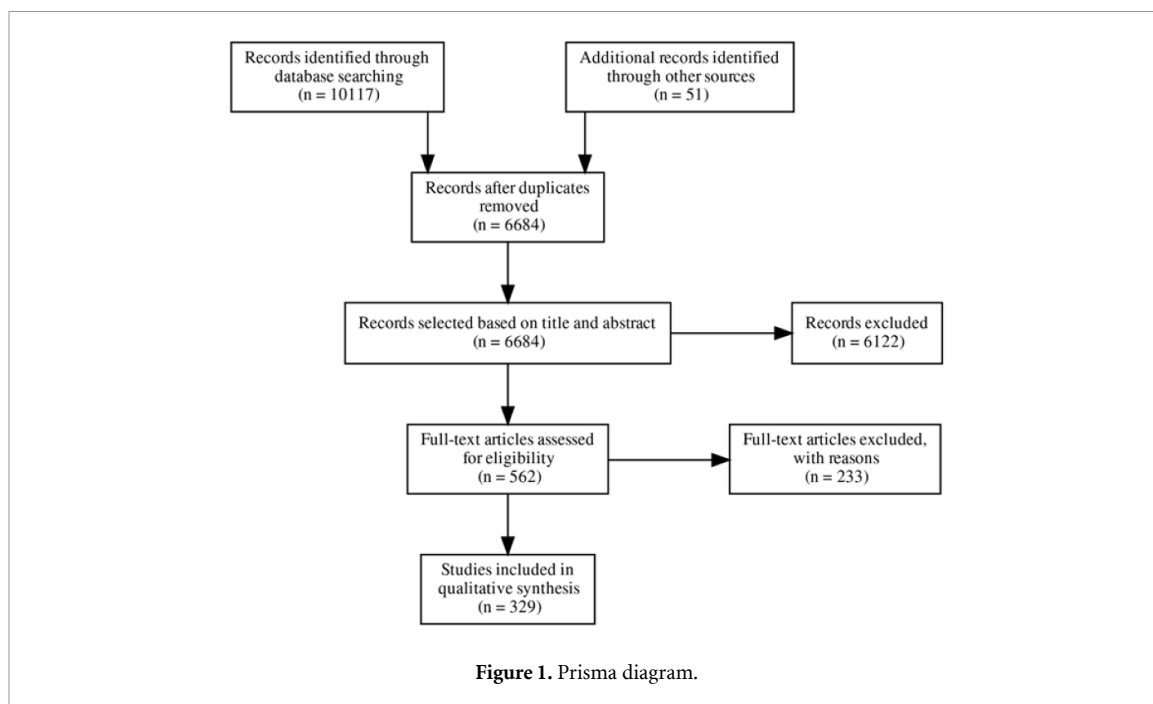 Records identified through
database searching
(n = 10117)
Additional records identified
through other sources
(n = 51)
Records after duplicates
removed
(n = 6684)
Records selected based on title and abstract
(n = 6684)
Records excluded
(n = 6122)
Full-text articles assessed
for eligibility
(n = 562)
Full-text articles excluded,
with reasons
(n = 233)
Studies included in
qualitative synthesis
(n = 329)
Figure 1. Prisma diagram.